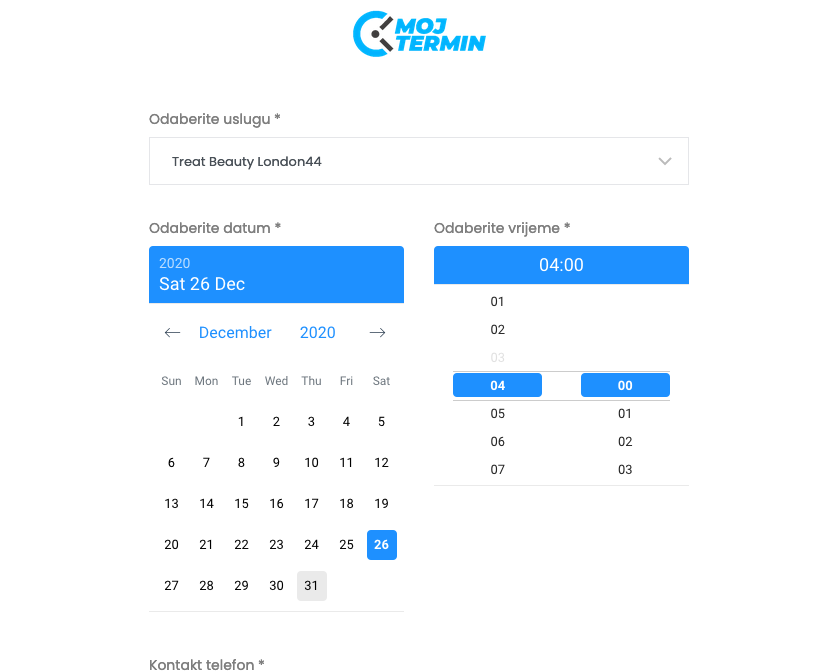 MOJ
TERMIN
Odaberite uslugu *
Treat Beauty London44
Odaberite datum *
2020
Sat 26 Dec
December 2020
Sun Mon Tue Wed Thu Fri Sat
1 2 3 4 5
6 7 8 9 10 11 12
13 14 15 16 17 18 19
20 21 22 23 24 25 26
27 28 29 30 31
Odaberite vrijeme *
04:00
01
02
03
04 00
05 01
06 02
07 03
Kontakt telefon *